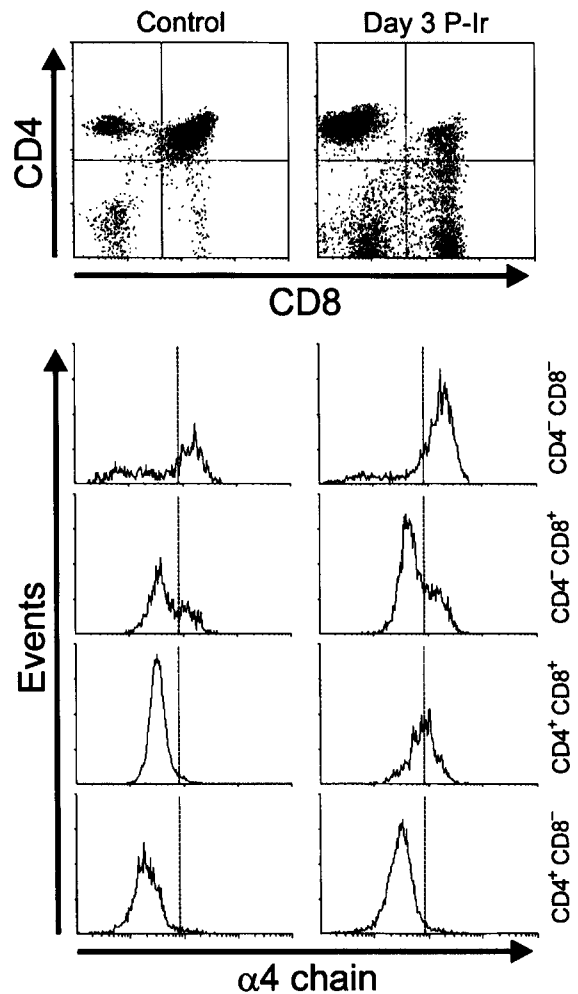 Control
Day 3 P-Ir
CD4
CD8
CD4⁻ CD8⁻
CD4⁻ CD8⁺
CD4⁺ CD8⁺
CD4⁺ CD8⁻
Events
α4 chain